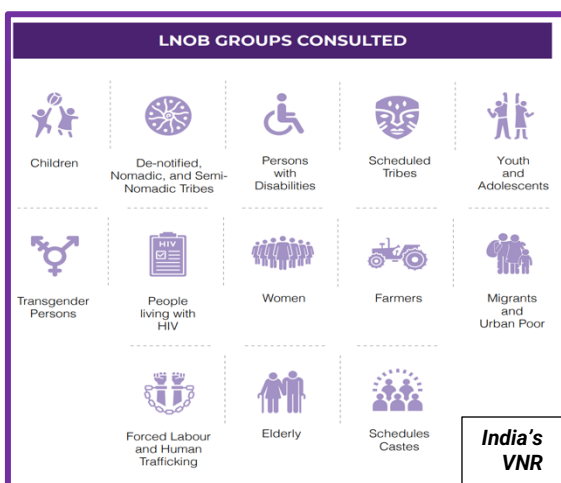 LNOB GROUPS CONSULTED
Children
De-notified,
Nomadic, and Semi-
Nomadic Tribes
Persons
with
Disabilities
Scheduled
Tribes
Youth
and
Adolescents
HIV
Transgender
Persons
People
living with
HIV
Women
Farmers
Migrants
and
Urban Poor
Forced Labour
and Human
Trafficking
Elderly
Schedules
Castes
India's
VNR